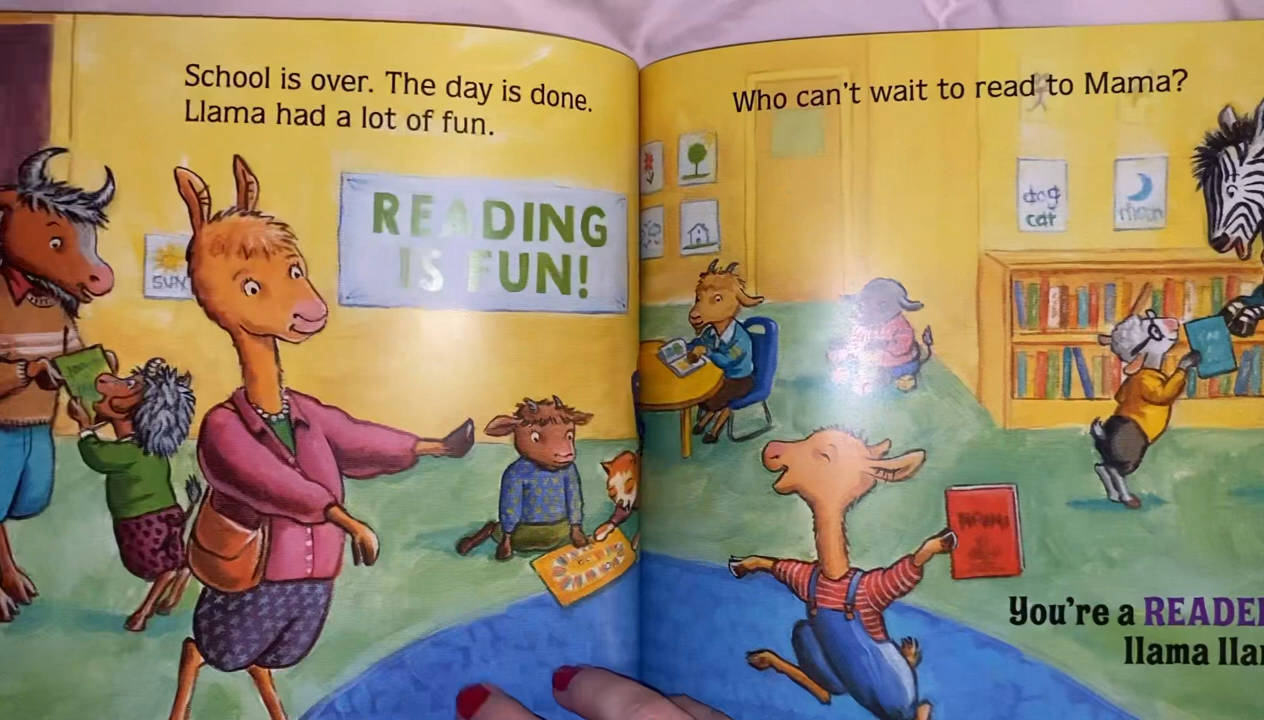 School is over. The day is done.
Llama had a lot of fun.
READING
IS FUN!
SUN
Who can't wait to read to Mama?
dog
cat
moon
You're a READE
llama lla